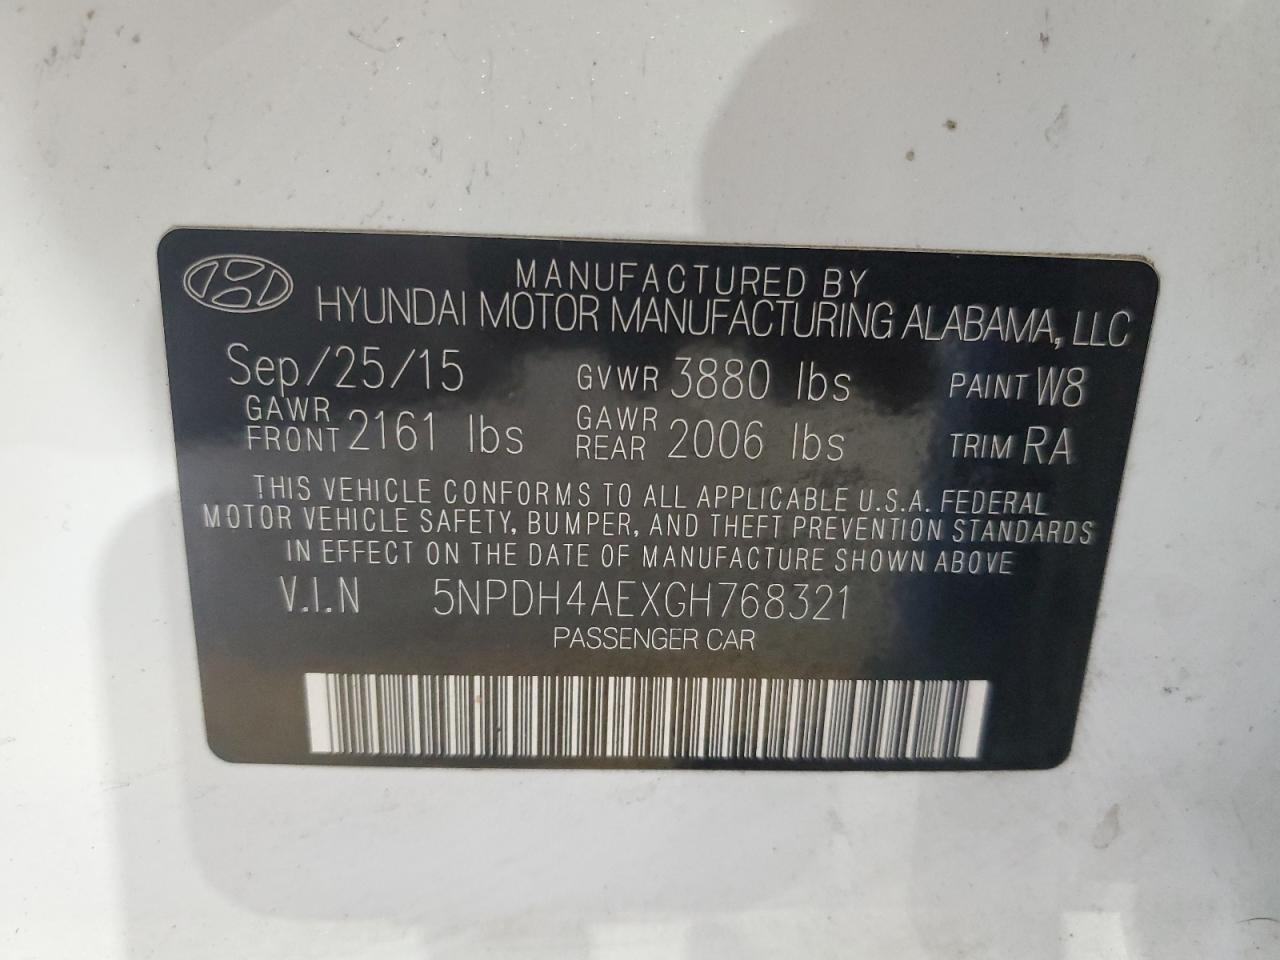 MANUFACTURED BY
HYUNDAI MOTOR MANUFACTURING ALABAMA, LLC
Sep/25/15 GVWR 3880 lbs PAINT W8
GAWR FRONT 2161 lbs GAWR REAR 2006 lbs TRIM RA
THIS VEHICLE CONFORMS TO ALL APPLICABLE U.S.A. FEDERAL
MOTOR VEHICLE SAFETY, BUMPER, AND THEFT PREVENTION STANDARDS
IN EFFECT ON THE DATE OF MANUFACTURE SHOWN ABOVE
V.I.N 5NPDH4AEXGH768321
PASSENGER CAR